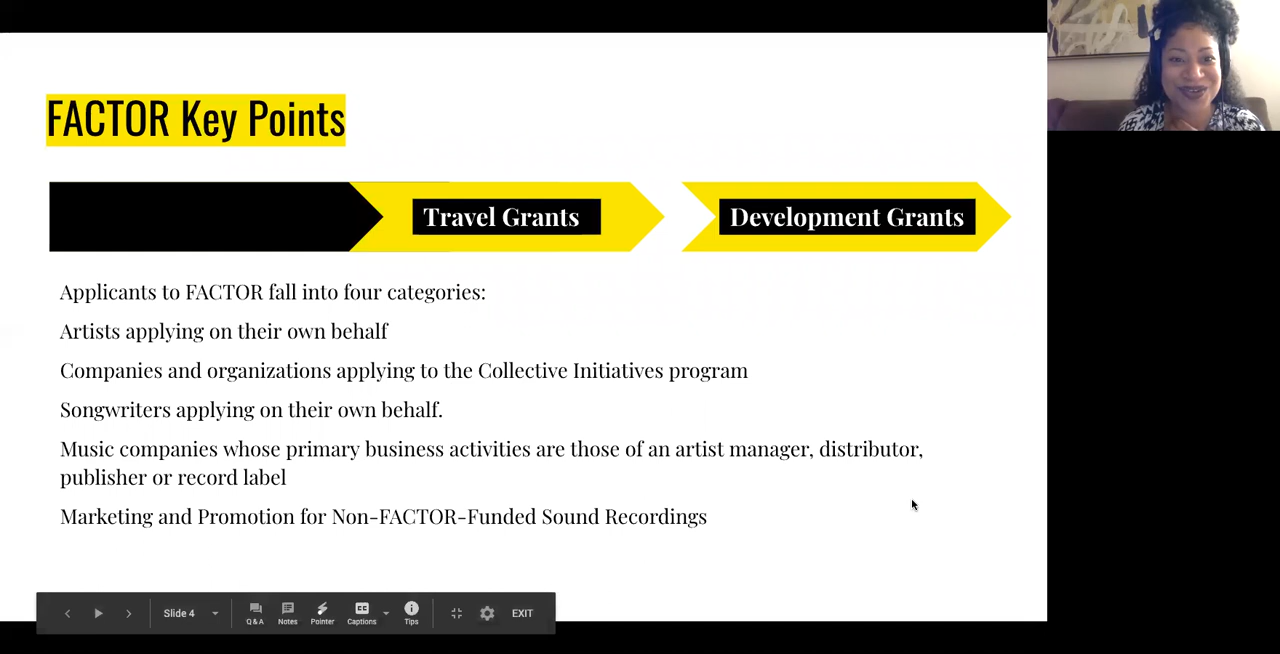 FACTOR Key Points
Travel Grants
Development Grants
Applicants to FACTOR fall into four categories:
Artists applying on their own behalf
Companies and organizations applying to the Collective Initiatives program
Songwriters applying on their own behalf.
Music companies whose primary business activities are those of an artist manager, distributor,
publisher or record label
Marketing and Promotion for Non-FACTOR-Funded Sound Recordings
Slide 4
Q&A
Notes
Pointer
CC
Captions
Tips
EXIT